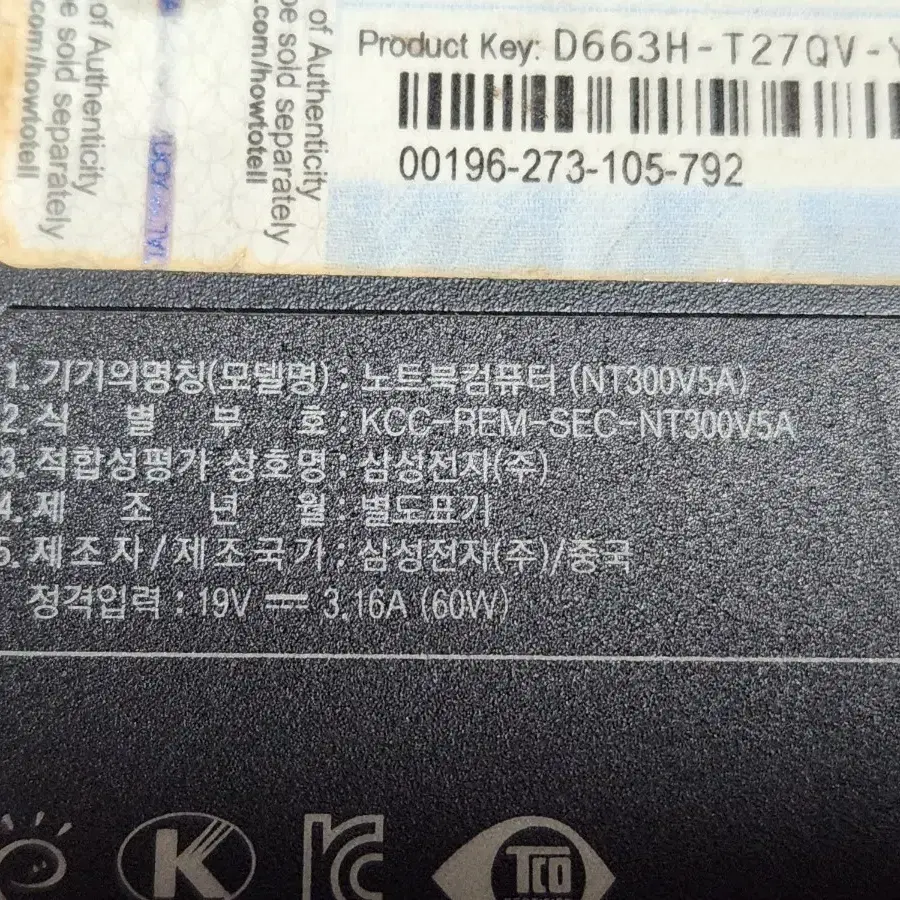 of Authenticity
be sold separately
.com/howtotell
of Authenticity
be sold separately
.com/howtotell
Product Key: D663H-T27QV-
00196-273-105-792
1. 기기의명칭(모델명) : 노트북컴퓨터 (NT300V5A)
2. 식 별 부 호 : KCC-REM-SEC-NT300V5A
3. 적합성평가 상호명 : 삼성전자(주)
4. 제 조 년 월 : 별도표기
5. 제조자/제조국가 : 삼성전자(주)/중국
정격입력 : 19V ⎓ 3.16A (60W)
K
TCO